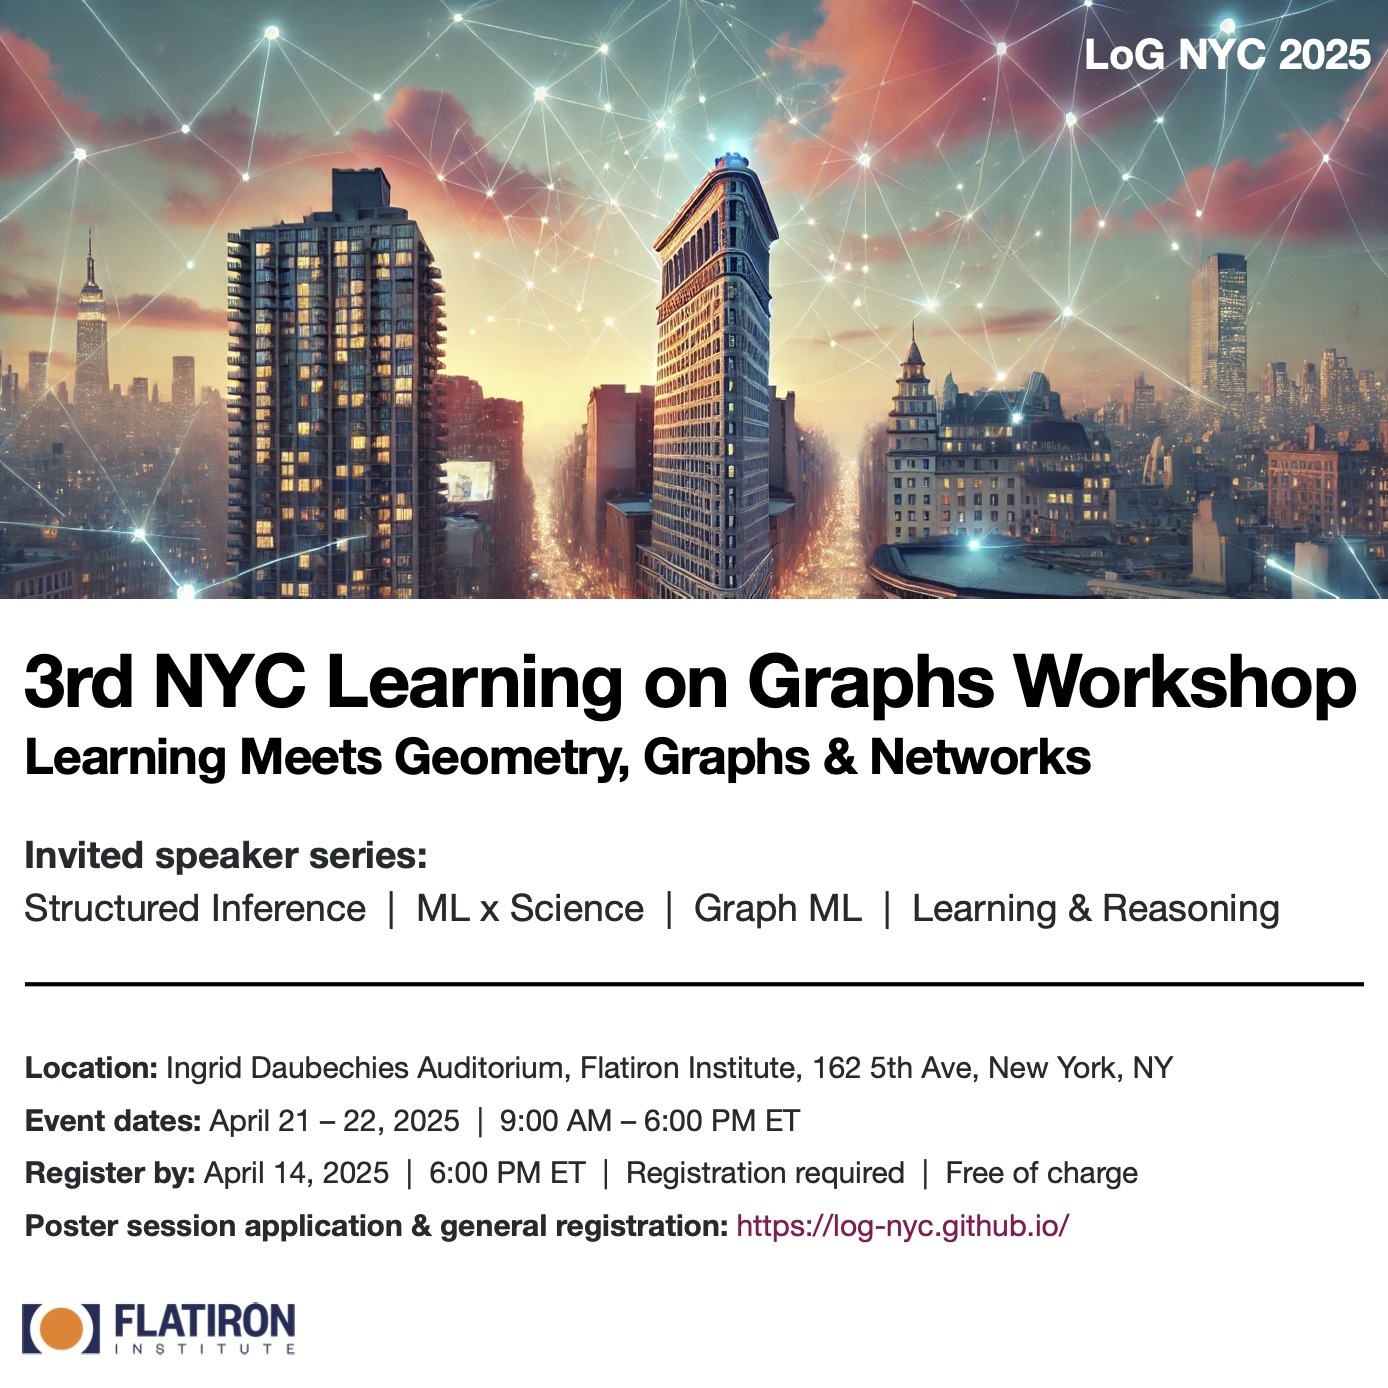 LoG NYC 2025
3rd NYC Learning on Graphs Workshop
Learning Meets Geometry, Graphs & Networks
Invited speaker series:
Structured Inference | ML x Science | Graph ML | Learning & Reasoning
Location: Ingrid Daubechies Auditorium, Flatiron Institute, 162 5th Ave, New York, NY
Event dates: April 21 – 22, 2025 | 9:00 AM – 6:00 PM ET
Register by: April 14, 2025 | 6:00 PM ET | Registration required | Free of charge
Poster session application & general registration: https://log-nyc.github.io/
FLATIRON
INSTITUTE